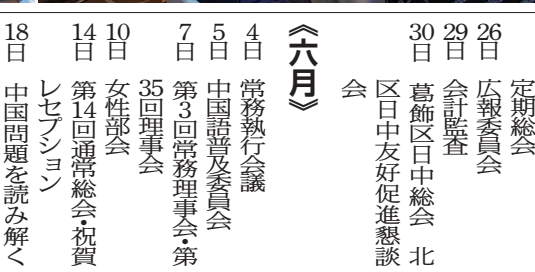 定期総会
26日 広報委員会
29日 会計監査
30日 葛飾区日中総会 北
区日中友好促進懇談
会
《六月》
4日 常務執行会議
5日 中国語普及委員会
7日 第3回常務理事会・第
35回理事会
10日 女性部会
14日 第14回通常総会・祝賀
レセプション
18日 中国問題を読み解く